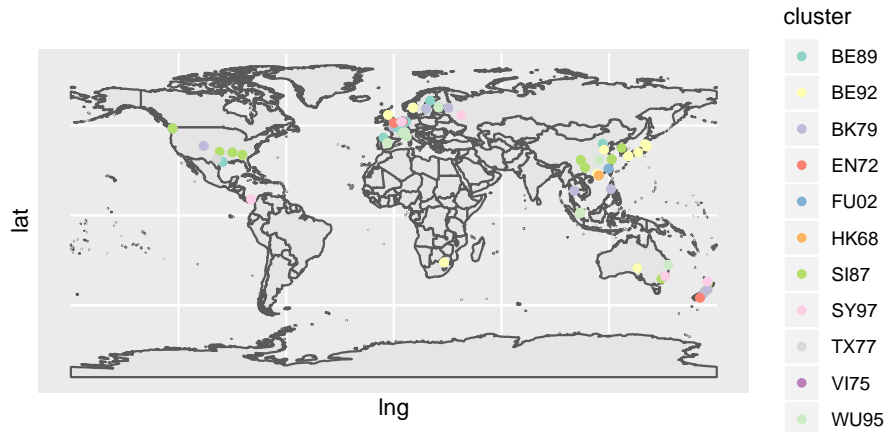 cluster
BE89
BE92
BK79
EN72
FU02
HK68
SI87
SY97
TX77
VI75
WU95
lat
lng